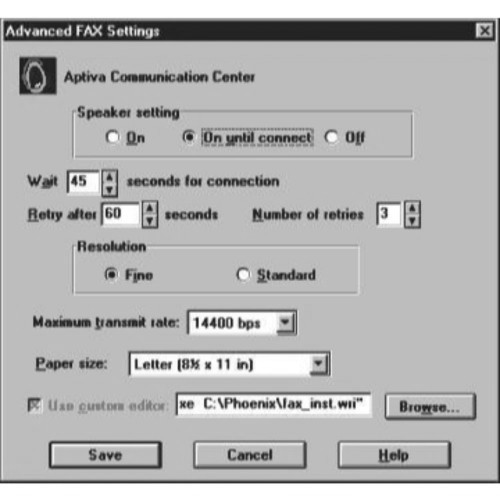 Advanced FAX Settings
Aptiva Communication Center
Speaker setting
On On until connect Off
Wait 45 seconds for connection
Retry after 60 seconds Number of retries 3
Resolution
Fine Standard
Maximum transmit rate: 14400 bps
Paper size: Letter (8½ x 11 in)
Use custom editor: xe C:\Phoenix\fax_inst.wri" Browse...
Save Cancel Help